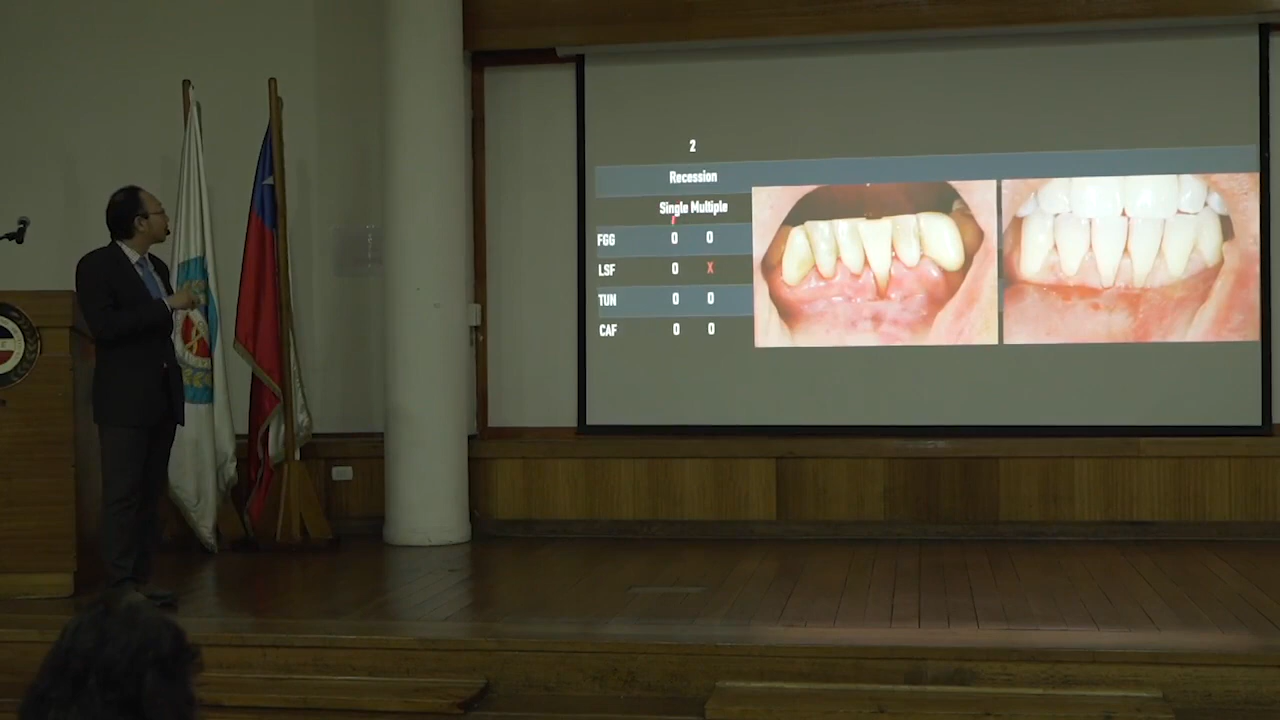 2
Recession
Single Multiple
FGG 0 0
LSF 0 X
TUN 0 0
CAF 0 0